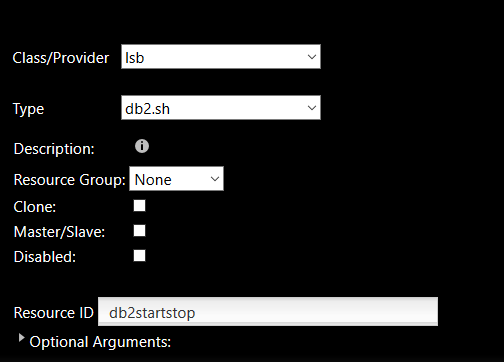 Class/Provider lsb
Type db2.sh
Description: i
Resource Group: None
Clone:
Master/Slave:
Disabled:
Resource ID db2startstop
Optional Arguments: